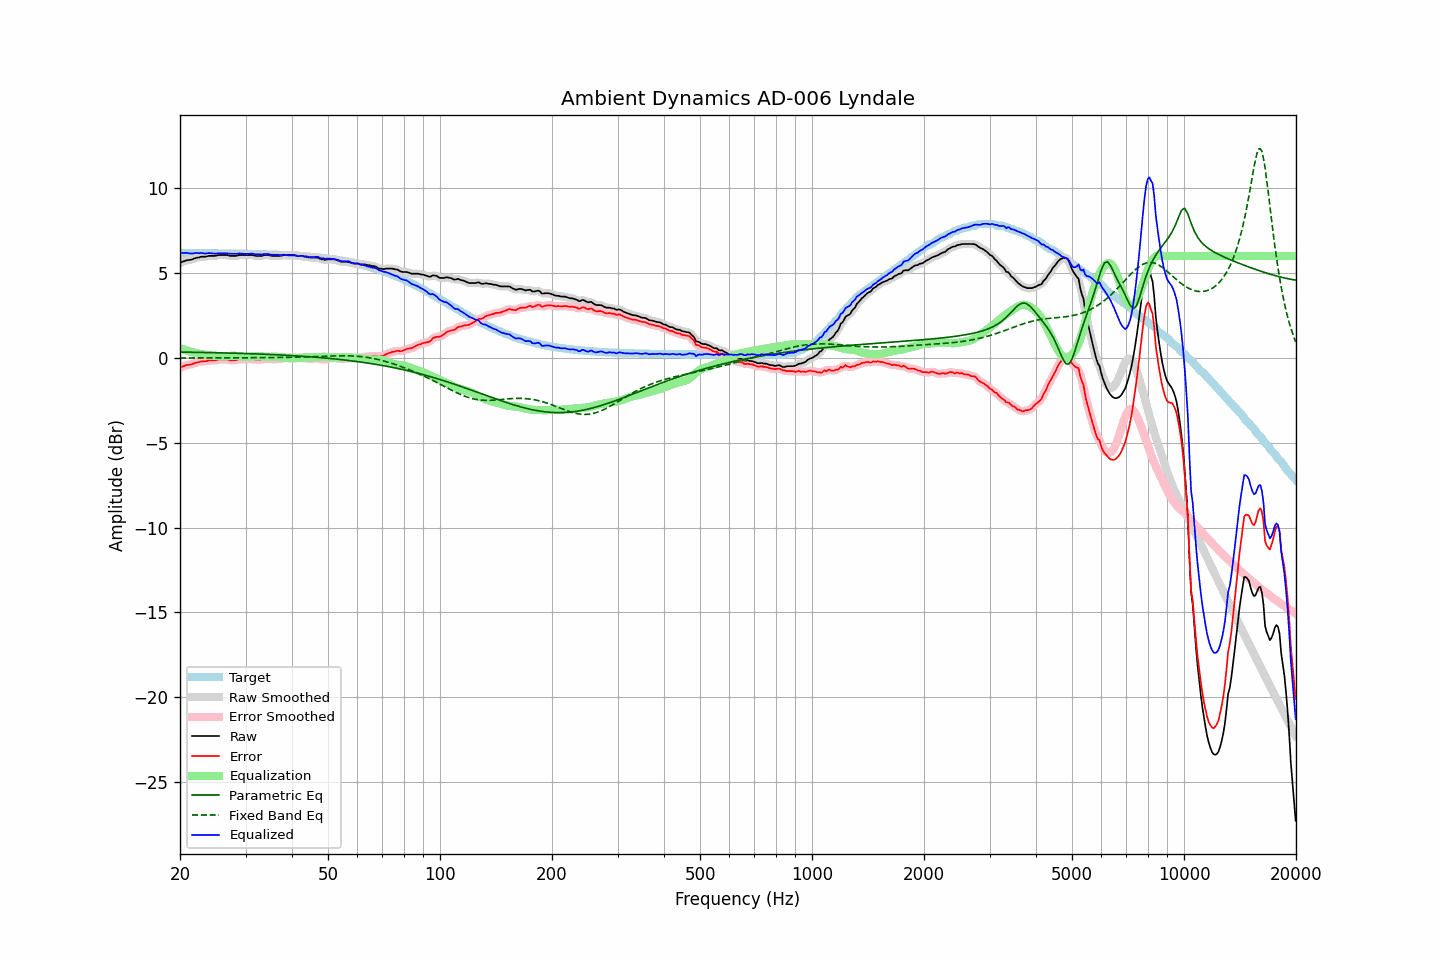 Ambient Dynamics AD-006 Lyndale
Amplitude (dBr)
10
5
0
−5
−10
−15
−20
−25
Target
Raw Smoothed
Error Smoothed
Raw
Error
Equalization
Parametric Eq
Fixed Band Eq
Equalized
20 50 100 200 500 1000 2000 5000 10000 20000
Frequency (Hz)